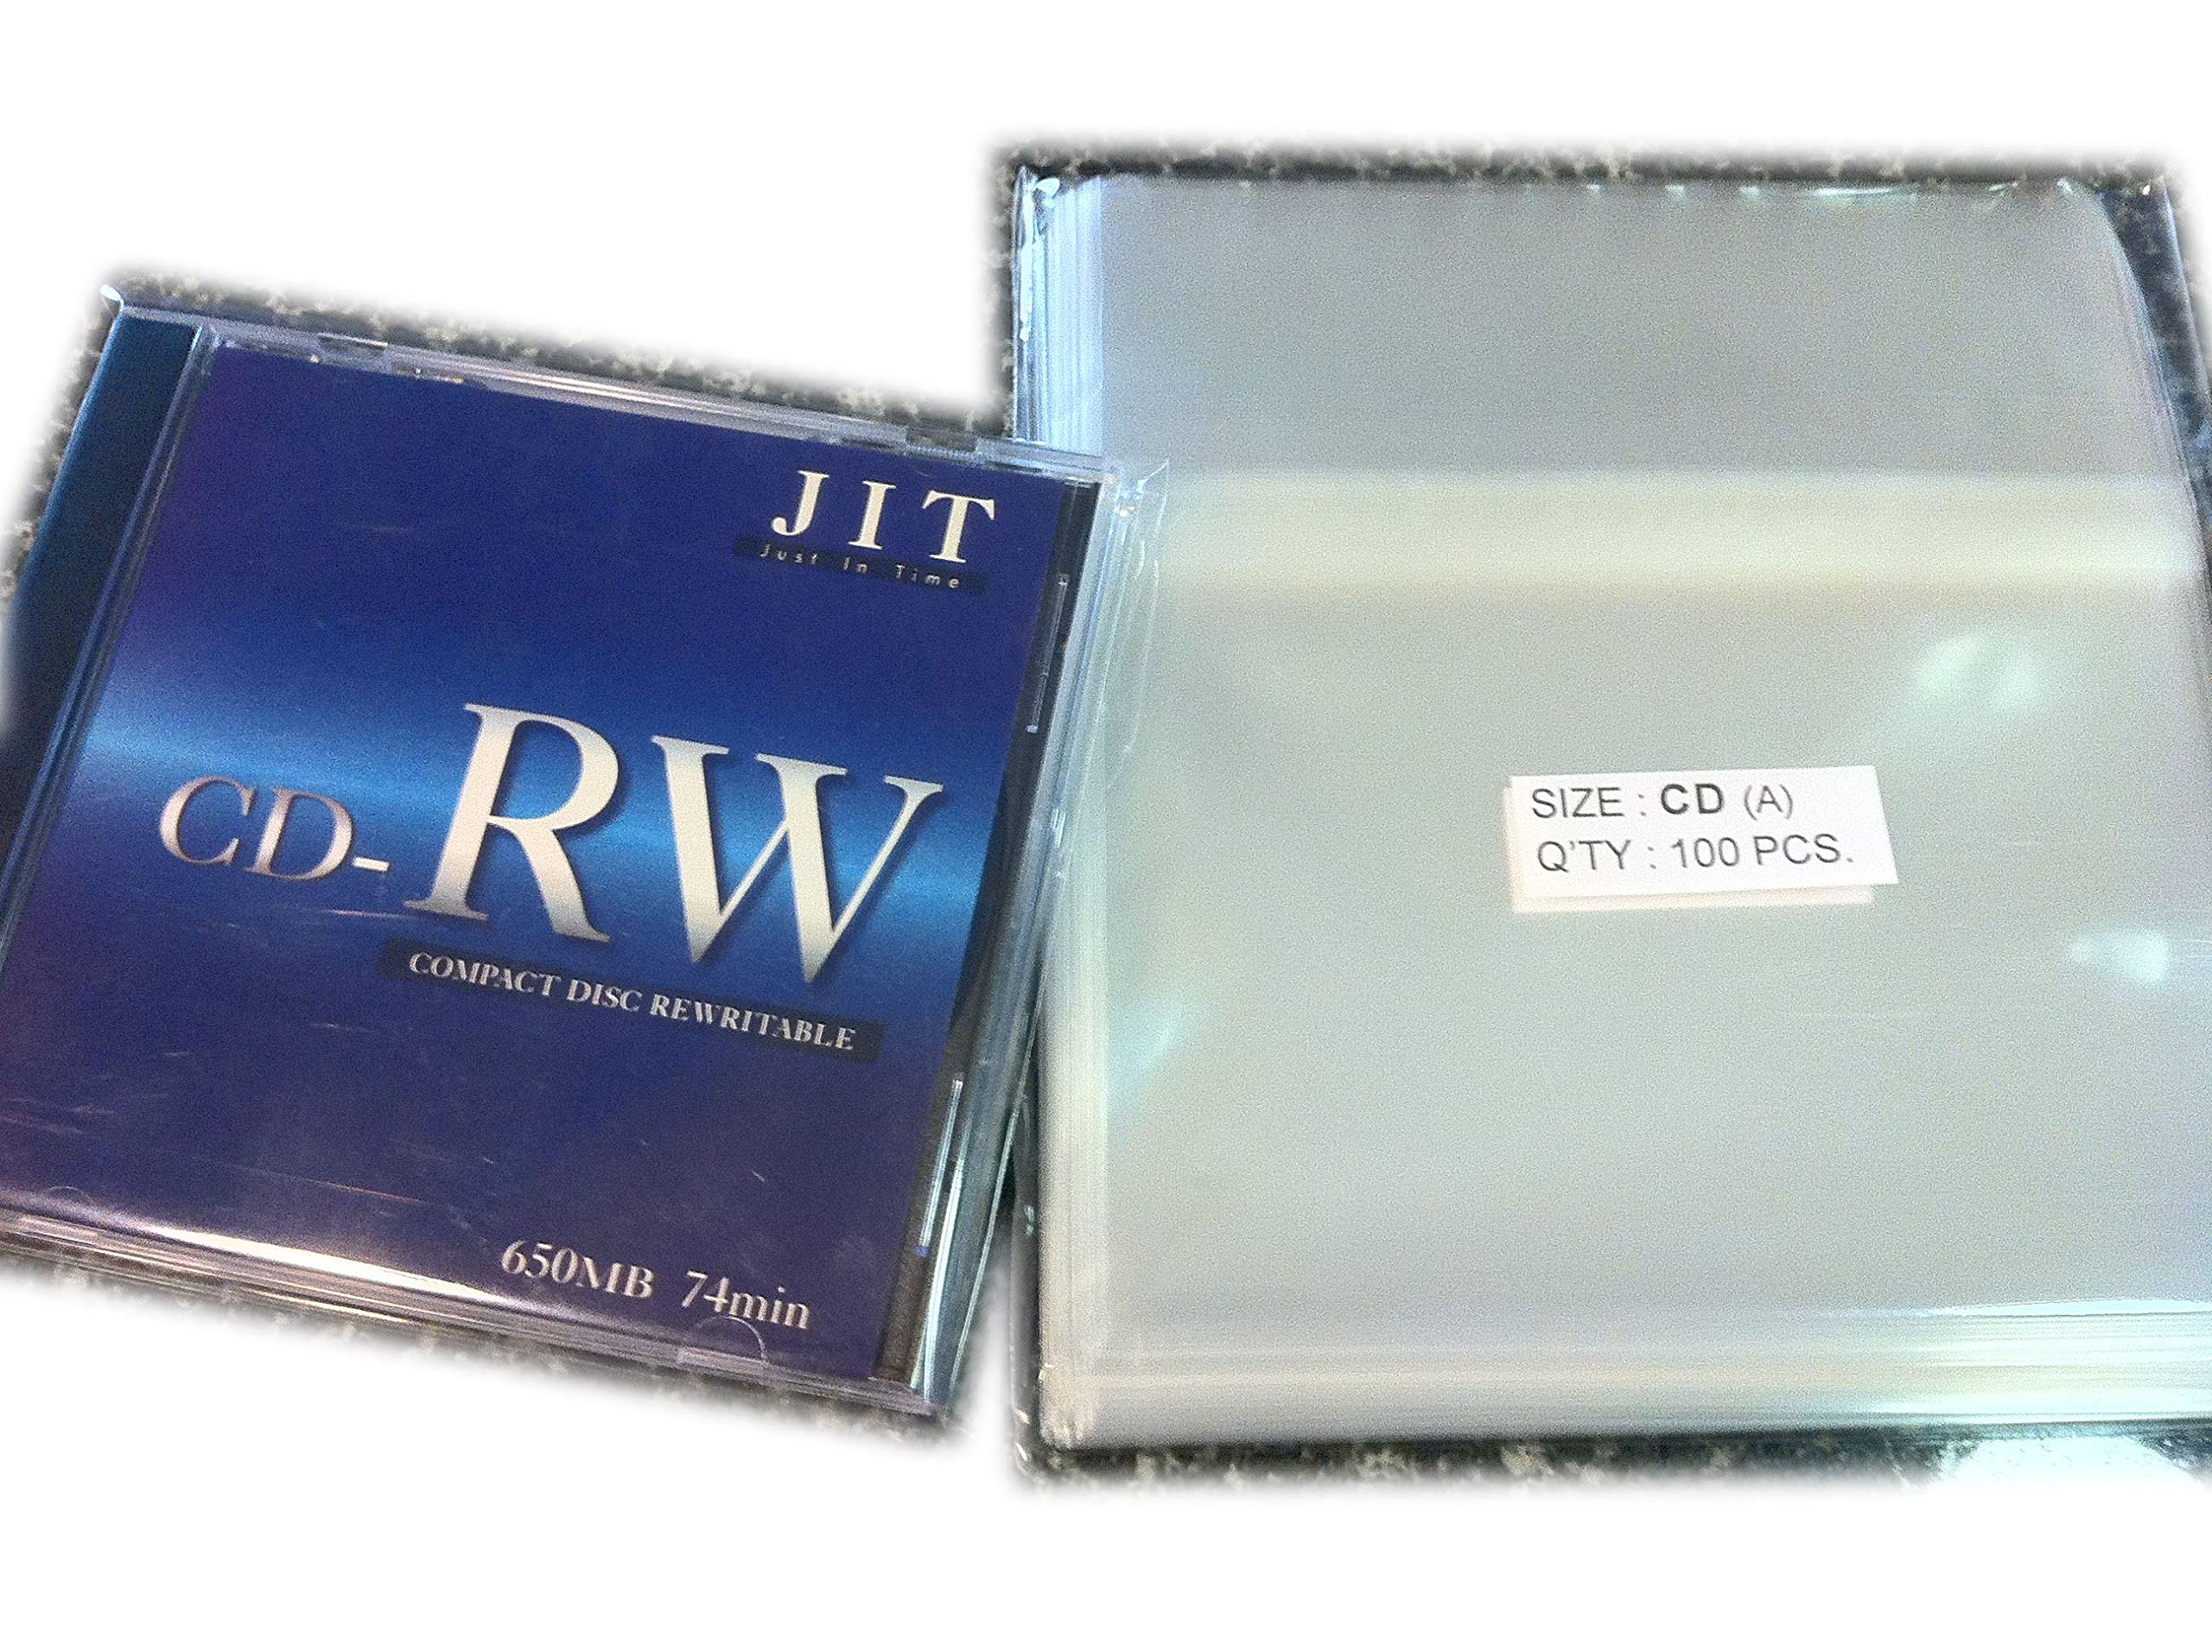 JIT
Just In Time
CD-RW
COMPACT DISC REWRITABLE
650MB 74min
SIZE : CD (A)
Q'TY : 100 PCS.